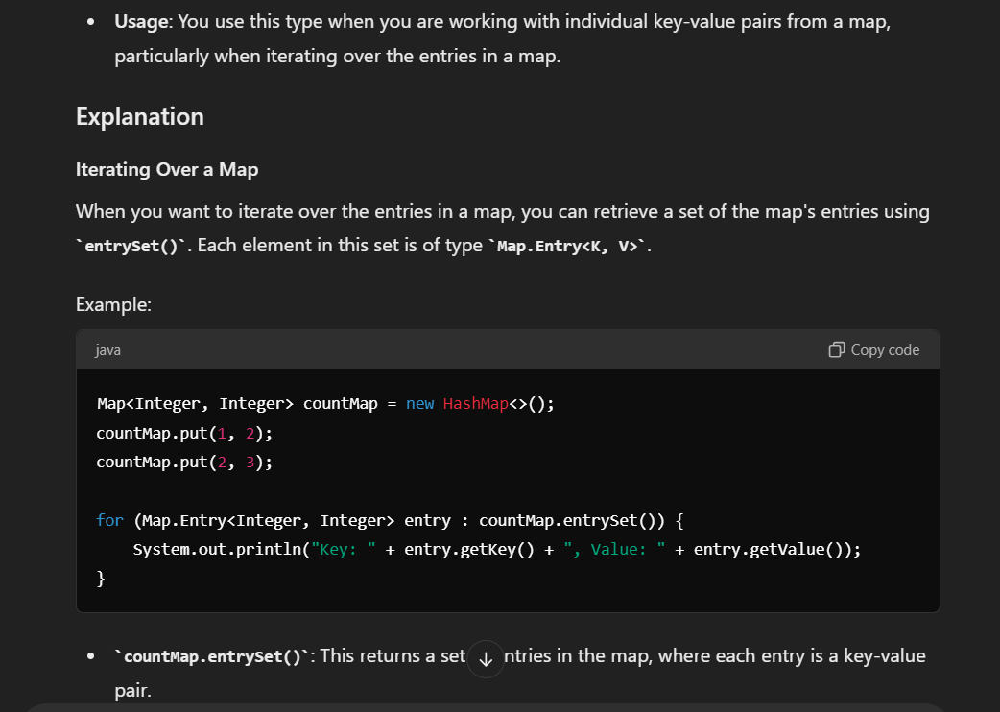 • Usage: You use this type when you are working with individual key-value pairs from a map,
particularly when iterating over the entries in a map.
Explanation
Iterating Over a Map
When you want to iterate over the entries in a map, you can retrieve a set of the map's entries using
`entrySet()`. Each element in this set is of type `Map.Entry<K, V>`.
Example:
java Copy code
Map<Integer, Integer> countMap = new HashMap<>();
countMap.put(1, 2);
countMap.put(2, 3);
for (Map.Entry<Integer, Integer> entry : countMap.entrySet()) {
    System.out.println("Key: " + entry.getKey() + ", Value: " + entry.getValue());
}
• `countMap.entrySet()`: This returns a set ntries in the map, where each entry is a key-value
pair.